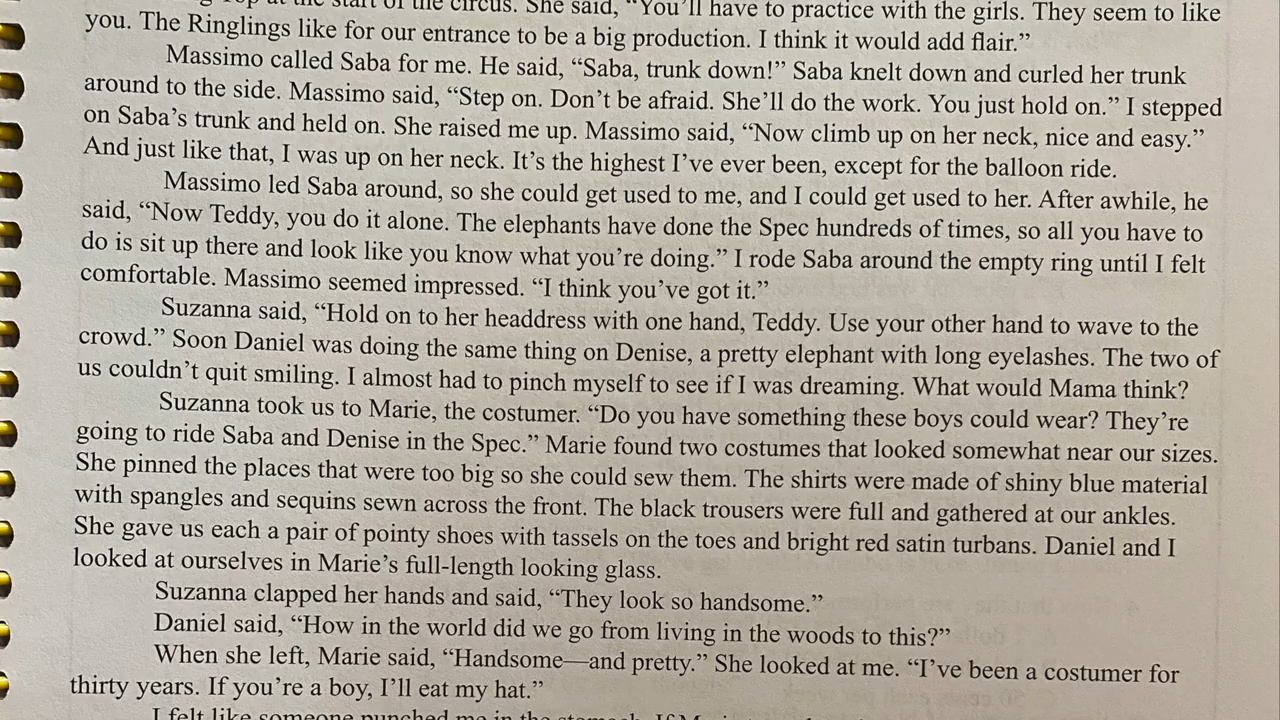 at the start of the circus. She said, “You’ll have to practice with the girls. They seem to like
you. The Ringlings like for our entrance to be a big production. I think it would add flair.”
Massimo called Saba for me. He said, “Saba, trunk down!” Saba knelt down and curled her trunk
around to the side. Massimo said, “Step on. Don’t be afraid. She’ll do the work. You just hold on.” I stepped
on Saba’s trunk and held on. She raised me up. Massimo said, “Now climb up on her neck, nice and easy.”
And just like that, I was up on her neck. It’s the highest I’ve ever been, except for the balloon ride.
Massimo led Saba around, so she could get used to me, and I could get used to her. After awhile, he
said, “Now Teddy, you do it alone. The elephants have done the Spec hundreds of times, so all you have to
do is sit up there and look like you know what you’re doing.” I rode Saba around the empty ring until I felt
comfortable. Massimo seemed impressed. “I think you’ve got it.”
Suzanna said, “Hold on to her headdress with one hand, Teddy. Use your other hand to wave to the
crowd.” Soon Daniel was doing the same thing on Denise, a pretty elephant with long eyelashes. The two of
us couldn’t quit smiling. I almost had to pinch myself to see if I was dreaming. What would Mama think?
Suzanna took us to Marie, the costumer. “Do you have something these boys could wear? They’re
going to ride Saba and Denise in the Spec.” Marie found two costumes that looked somewhat near our sizes.
She pinned the places that were too big so she could sew them. The shirts were made of shiny blue material
with spangles and sequins sewn across the front. The black trousers were full and gathered at our ankles.
She gave us each a pair of pointy shoes with tassels on the toes and bright red satin turbans. Daniel and I
looked at ourselves in Marie’s full-length looking glass.
Suzanna clapped her hands and said, “They look so handsome.”
Daniel said, “How in the world did we go from living in the woods to this?”
When she left, Marie said, “Handsome—and pretty.” She looked at me. “I’ve been a costumer for
thirty years. If you’re a boy, I’ll eat my hat.”
I felt like someone punched me in the stomach. If